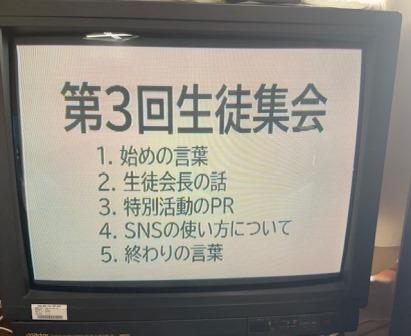 第3回生徒集会
1. 始めの言葉
2. 生徒会長の話
3. 特別活動のPR
4. SNSの使い方について
5. 終わりの言葉